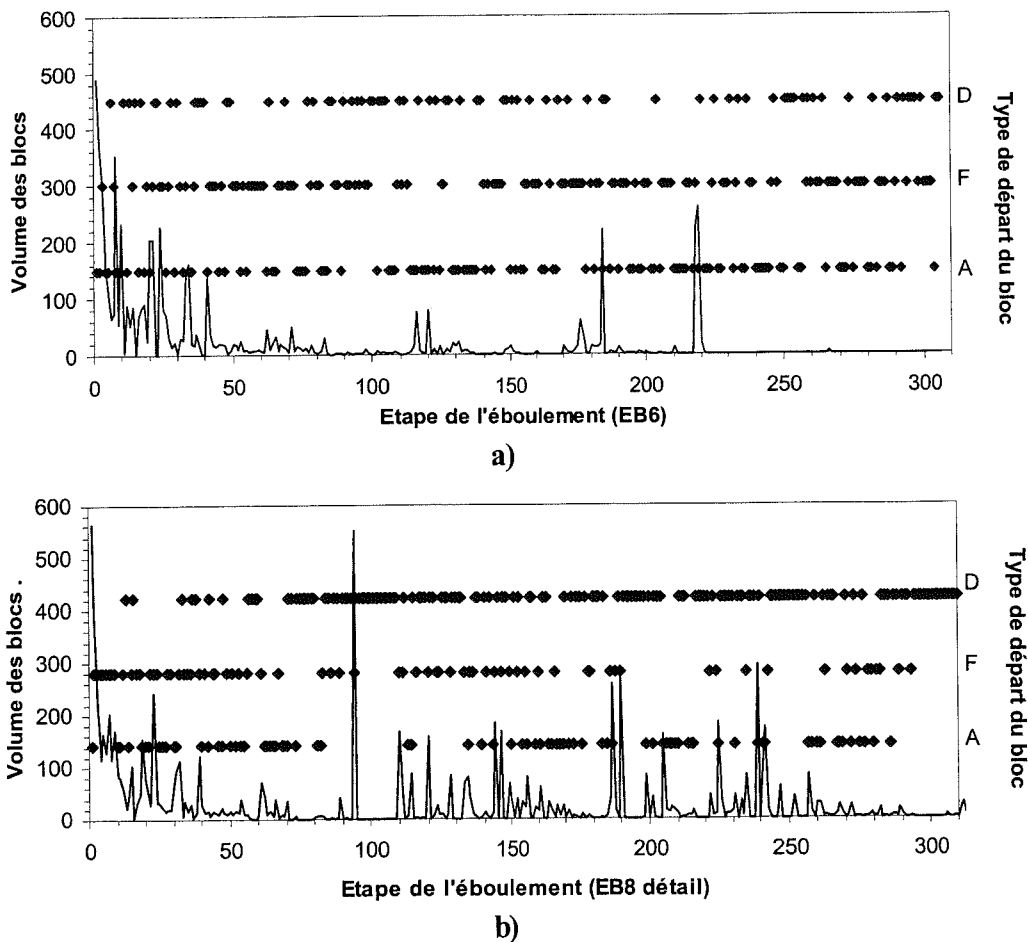 600
500
400
300
200
100
0
Volume des blocs
D
F
A
Type de départ du bloc
0 50 100 150 200 250 300
Etape de l'éboulement (EB6)
a)
600
500
400
300
200
100
0
Volume des blocs .
D
F
A
Type de départ du bloc
0 50 100 150 200 250 300
Etape de l'éboulement (EB8 détail)
b)